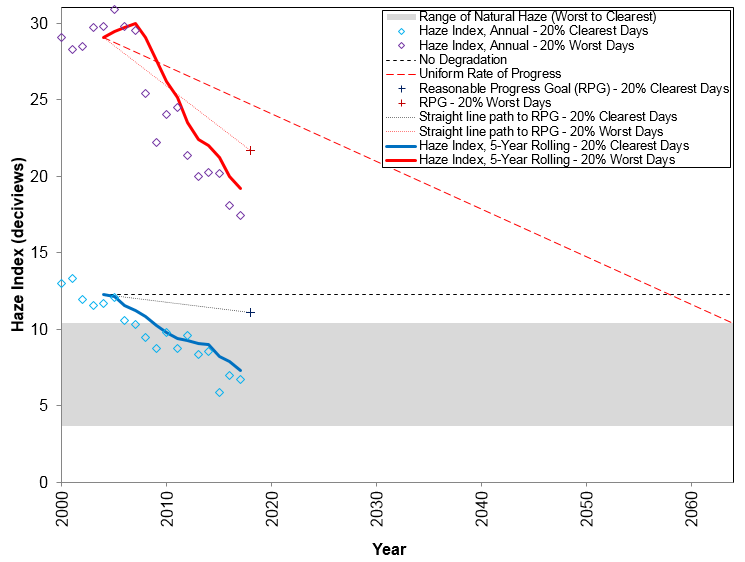 30
25
20
15
10
5
0
Haze Index (deciviews)
Range of Natural Haze (Worst to Clearest)
Haze Index, Annual - 20% Clearest Days
Haze Index, Annual - 20% Worst Days
No Degradation
Uniform Rate of Progress
Reasonable Progress Goal (RPG) - 20% Clearest Days
RPG - 20% Worst Days
Straight line path to RPG - 20% Clearest Days
Straight line path to RPG - 20% Worst Days
Haze Index, 5-Year Rolling - 20% Clearest Days
Haze Index, 5-Year Rolling - 20% Worst Days
2000
2010
2020
2030
2040
2050
2060
Year